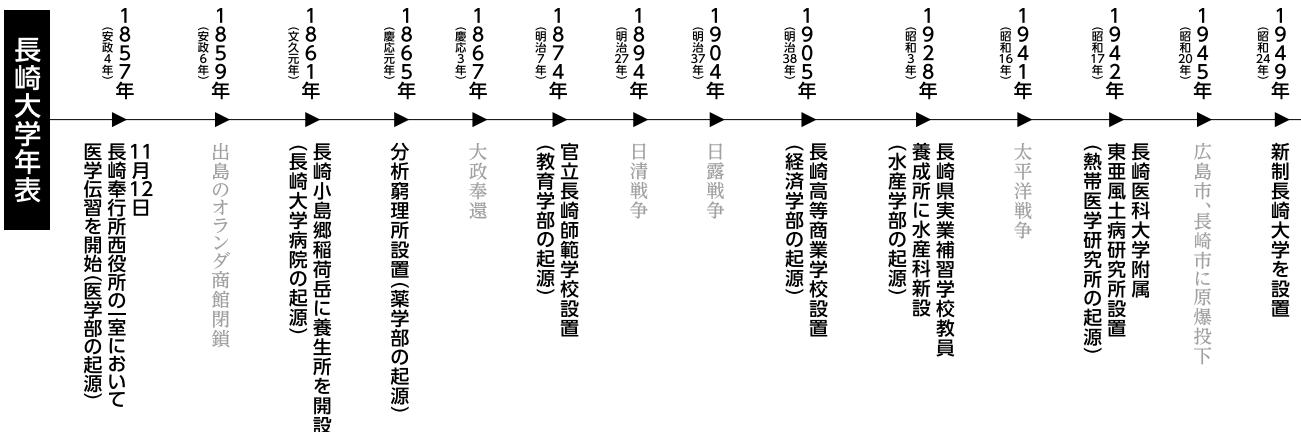 長崎大学年表
1857年
(安政4年)
11月12日
長崎奉行所西役所の一室において
医学伝習を開始(医学部の起源)
1859年
(安政6年)
出島のオランダ商館閉鎖
1861年
(文久元年)
長崎小島郷稲荷岳に養生所を開設
(長崎大学病院の起源)
1865年
(慶応元年)
分析窮理所設置(薬学部の起源)
1867年
(慶応3年)
大政奉還
1874年
(明治7年)
官立長崎師範学校設置
(教育学部の起源)
1894年
(明治27年)
日清戦争
1904年
(明治37年)
日露戦争
1905年
(明治38年)
長崎高等商業学校設置
(経済学部の起源)
1928年
(昭和3年)
長崎県実業補習学校教員
養成所に水産科新設
(水産学部の起源)
1941年
(昭和16年)
太平洋戦争
1942年
(昭和17年)
長崎医科大学附属
東亜風土病研究所設置
(熱帯医学研究所の起源)
1945年
(昭和20年)
広島市、長崎市に原爆投下
1949年
(昭和24年)
新制長崎大学を設置